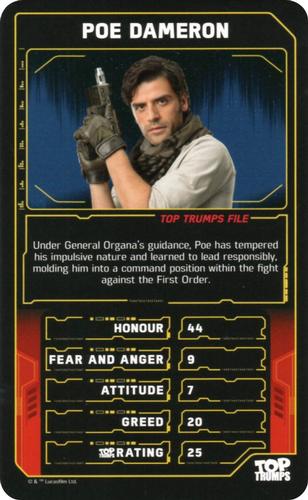 POE DAMERON
TOP TRUMPS FILE
Under General Organa's guidance, Poe has tempered
his impulsive nature and learned to lead responsibly,
molding him into a command position within the fight
against the First Order.
HONOUR 44
FEAR AND ANGER 9
ATTITUDE 7
GREED 20
TOP TRUMPS RATING 25
© & ™ Lucasfilm Ltd.
TOP TRUMPS